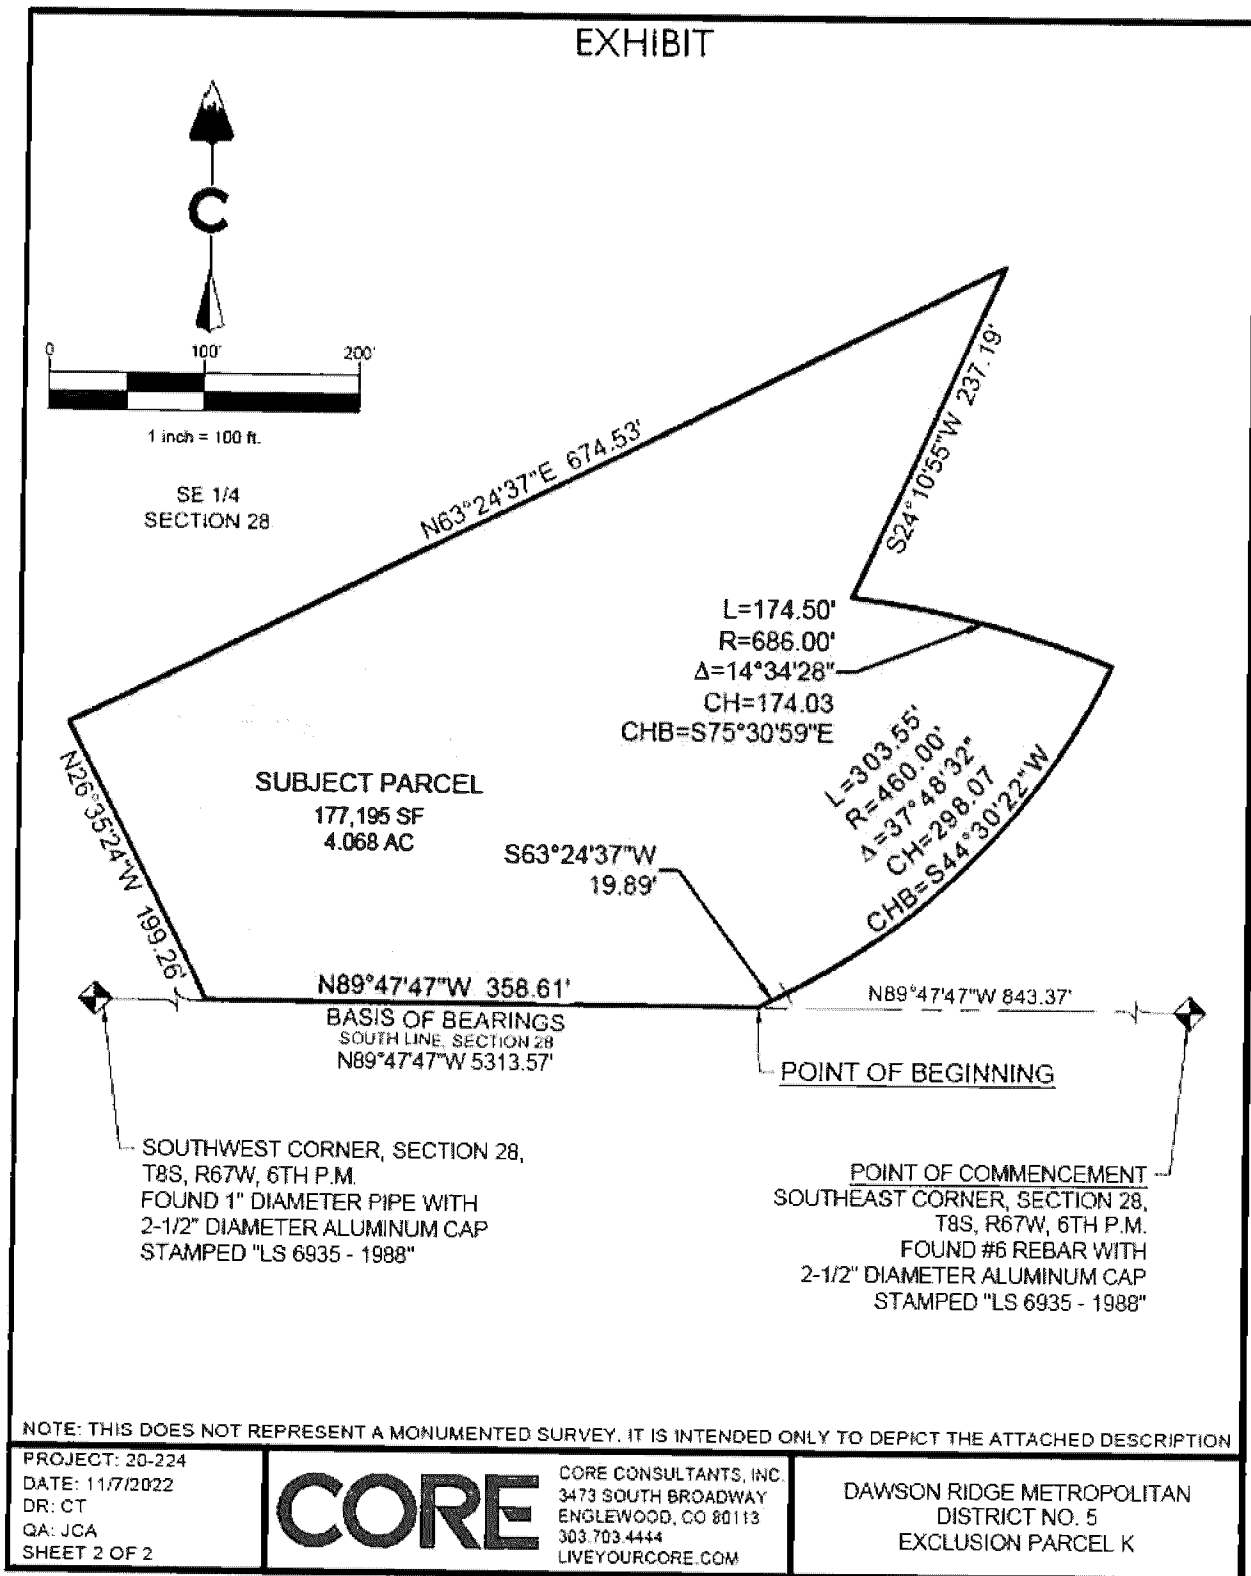 EXHIBIT
C
0 100' 200'
1 inch = 100 ft.
SE 1/4
SECTION 28
N63°24'37"E 674.53'
S24°10'55"W 237.19'
L=174.50'
R=686.00'
Δ=14°34'28"
CH=174.03
CHB=S75°30'59"E
L=303.55'
R=460.00'
Δ=37°48'32"
CH=298.07
CHB=S44°30'22"W
N26°35'24"W 199.26'
SUBJECT PARCEL
177,195 SF
4.068 AC
S63°24'37"W
19.89'
N89°47'47"W 358.61'
BASIS OF BEARINGS
SOUTH LINE, SECTION 28
N89°47'47"W 5313.57'
N89°47'47"W 843.37'
POINT OF BEGINNING
SOUTHWEST CORNER, SECTION 28,
T8S, R67W, 6TH P.M.
FOUND 1" DIAMETER PIPE WITH
2-1/2" DIAMETER ALUMINUM CAP
STAMPED "LS 6935 - 1988"
POINT OF COMMENCEMENT
SOUTHEAST CORNER, SECTION 28,
T8S, R67W, 6TH P.M.
FOUND #6 REBAR WITH
2-1/2" DIAMETER ALUMINUM CAP
STAMPED "LS 6935 - 1988"
NOTE: THIS DOES NOT REPRESENT A MONUMENTED SURVEY. IT IS INTENDED ONLY TO DEPICT THE ATTACHED DESCRIPTION
PROJECT: 20-224
DATE: 11/7/2022
DR: CT
QA: JCA
SHEET 2 OF 2
CORE
CORE CONSULTANTS, INC.
3473 SOUTH BROADWAY
ENGLEWOOD, CO 80113
303.703.4444
LIVEYOURCORE.COM
DAWSON RIDGE METROPOLITAN
DISTRICT NO. 5
EXCLUSION PARCEL K